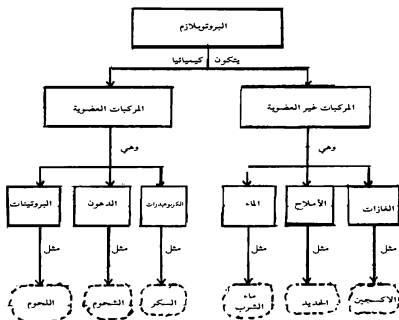 البروتوبلازم
يتكون كيميائيا
المركبات غير العضوية
المركبات العضوية
وهي
وهي
الغازات
الأملاح
الماء
الكربوهيدرات
الدهون
البروتينات
مثل
مثل
مثل
مثل
مثل
مثل
الاكسجين
الحديد
ماء
الشرب
السكر
الشحوم
اللحوم